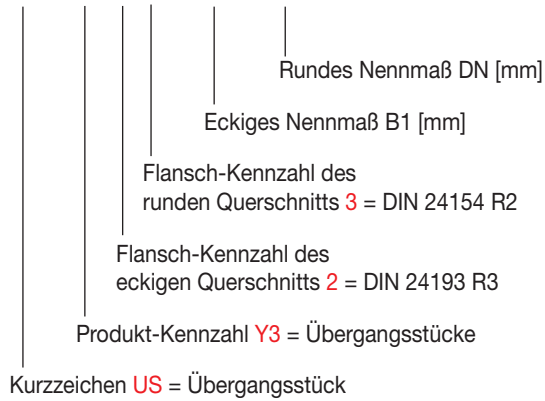 Rundes Nennmaß DN [mm]
Eckiges Nennmaß B1 [mm]
Flansch-Kennzahl des
runden Querschnitts 3 = DIN 24154 R2
Flansch-Kennzahl des
eckigen Querschnitts 2 = DIN 24193 R3
Produkt-Kennzahl Y3 = Übergangsstücke
Kurzzeichen US = Übergangsstück